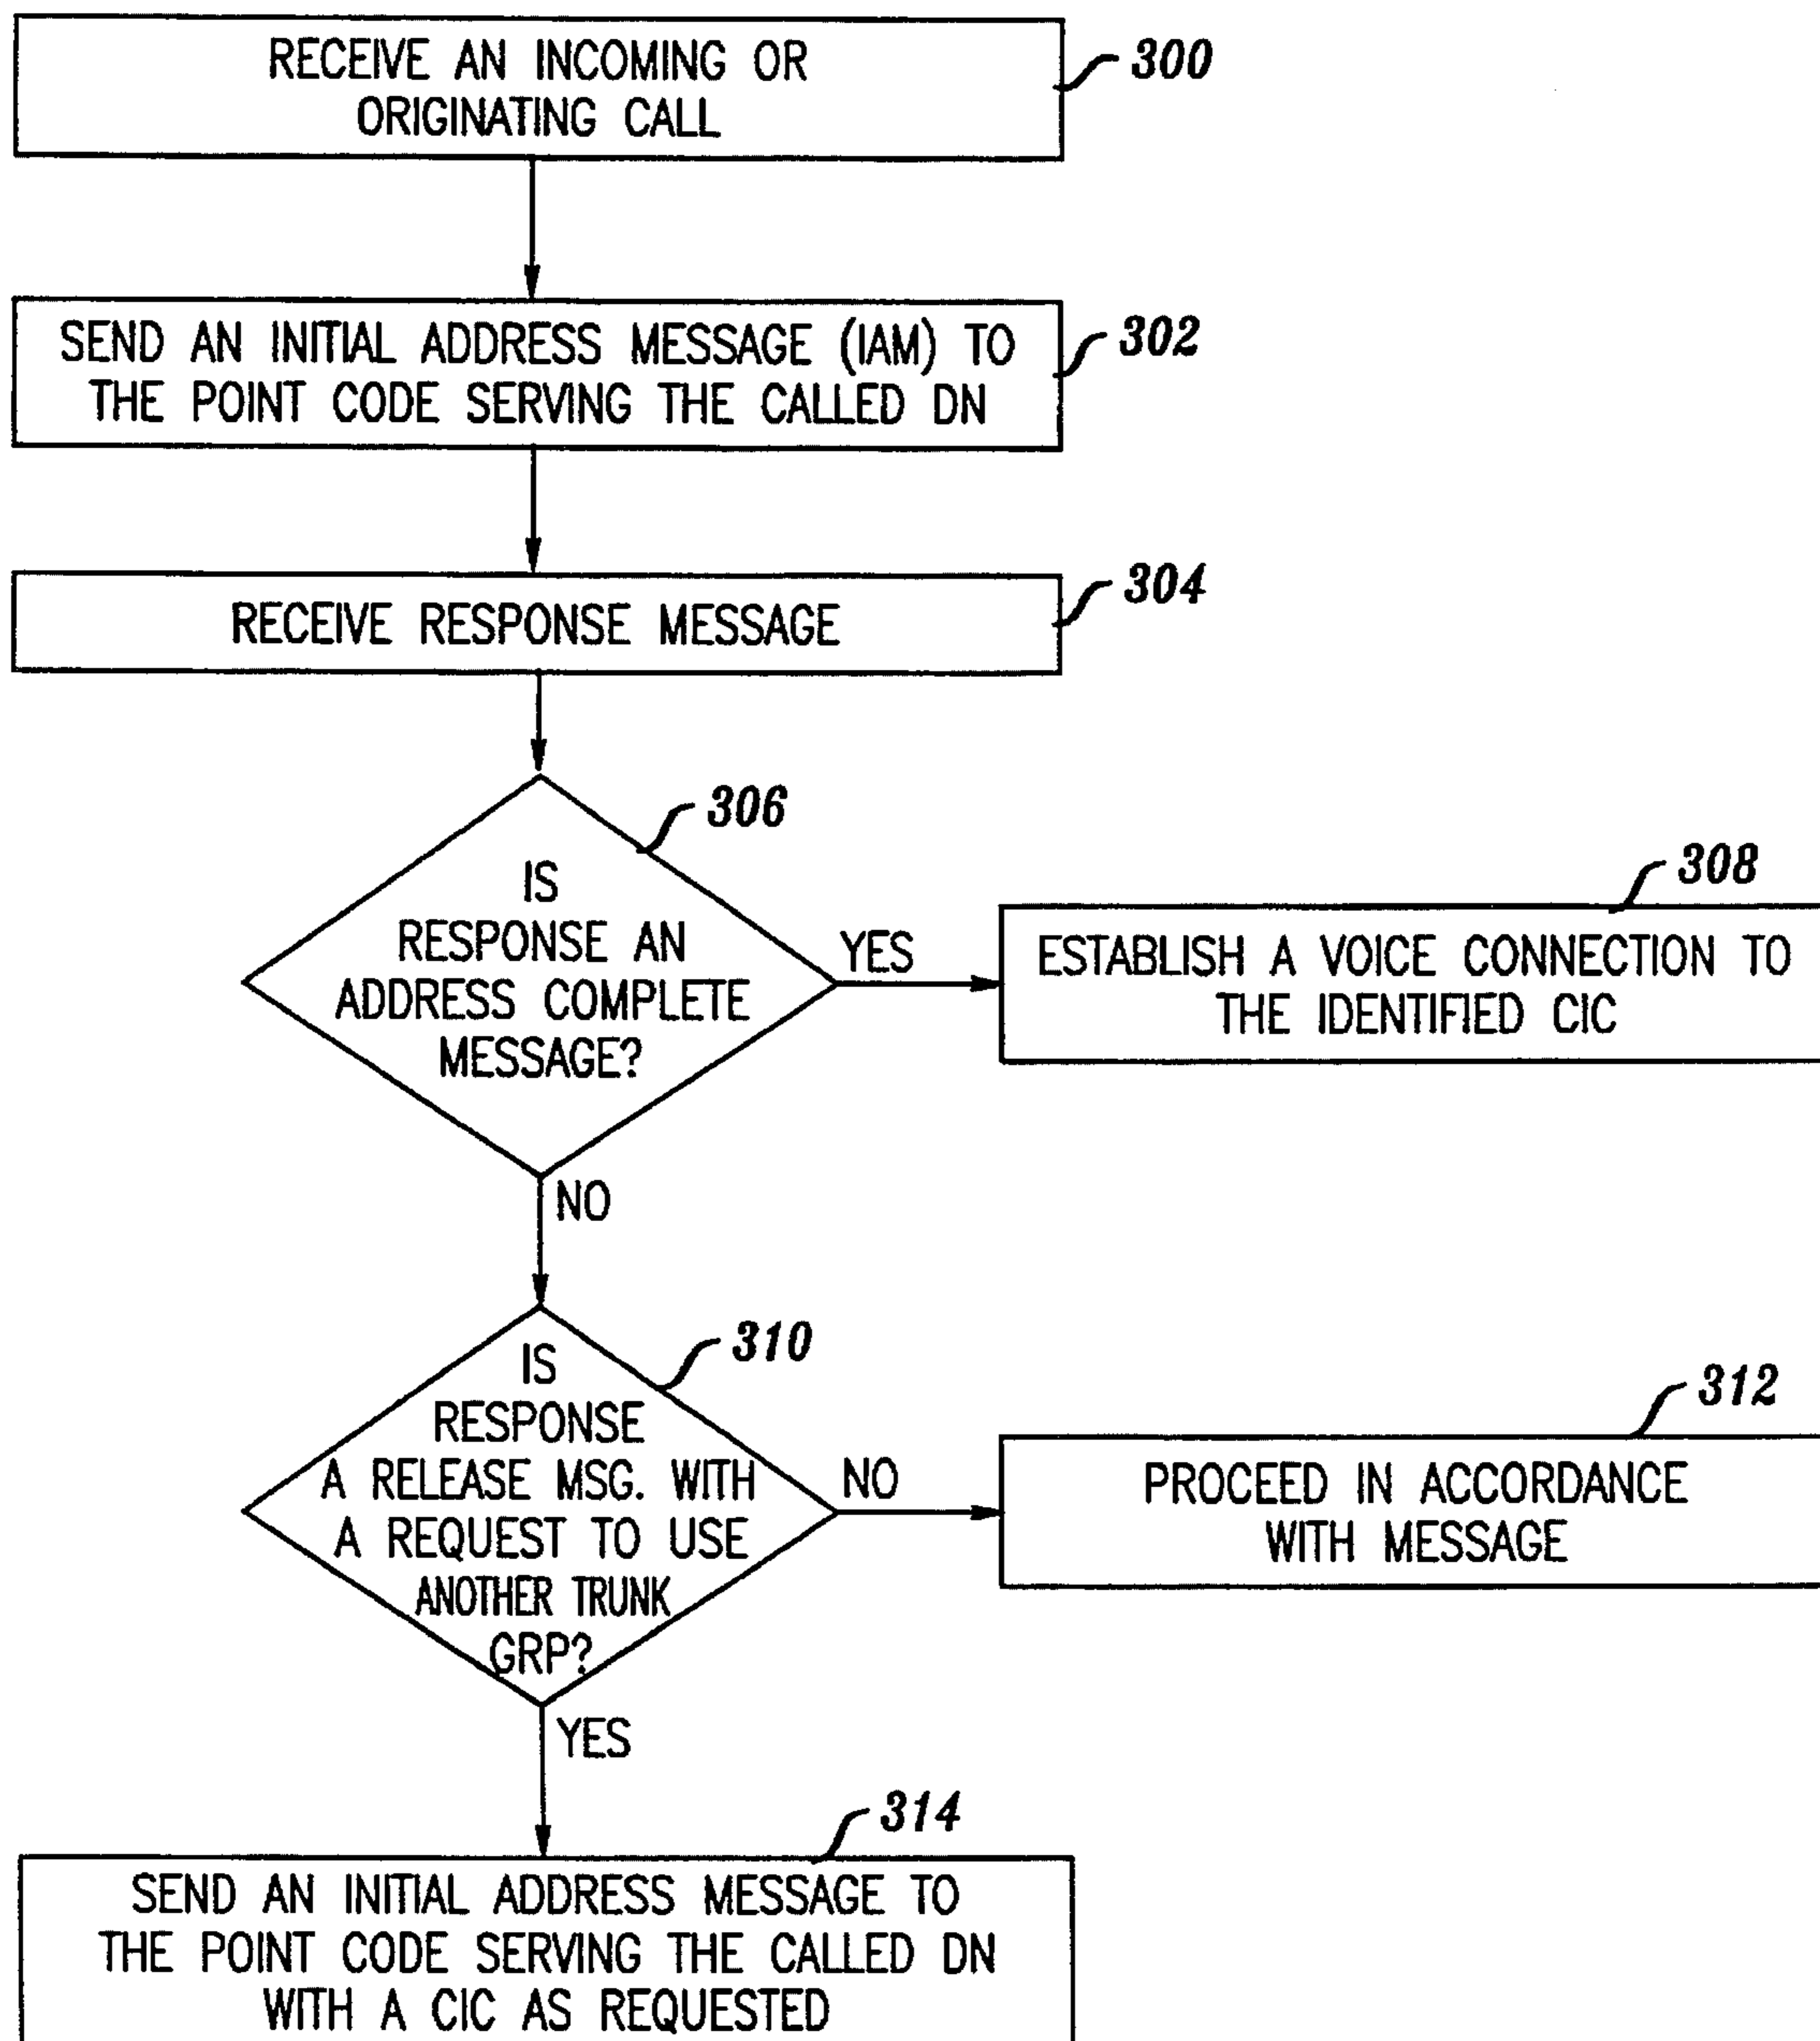 RECEIVE AN INCOMING OR
ORIGINATING CALL
300
SEND AN INITIAL ADDRESS MESSAGE (IAM) TO
THE POINT CODE SERVING THE CALLED DN
302
RECEIVE RESPONSE MESSAGE
304
306
IS
RESPONSE AN
ADDRESS COMPLETE
MESSAGE?
YES
308
ESTABLISH A VOICE CONNECTION TO
THE IDENTIFIED CIC
NO
310
IS
RESPONSE
A RELEASE MSG. WITH
A REQUEST TO USE
ANOTHER TRUNK
GRP?
NO
312
PROCEED IN ACCORDANCE
WITH MESSAGE
YES
314
SEND AN INITIAL ADDRESS MESSAGE TO
THE POINT CODE SERVING THE CALLED DN
WITH A CIC AS REQUESTED